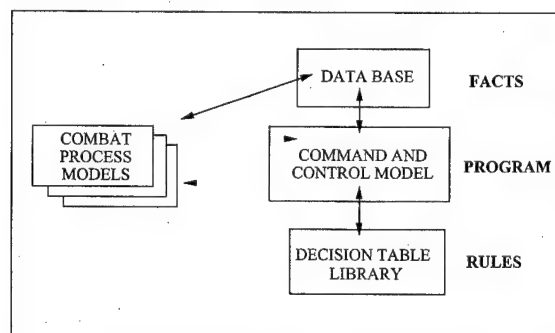 DATA BASE
FACTS
COMBAT
PROCESS
MODELS
COMMAND AND
CONTROL MODEL
PROGRAM
DECISION TABLE
LIBRARY
RULES